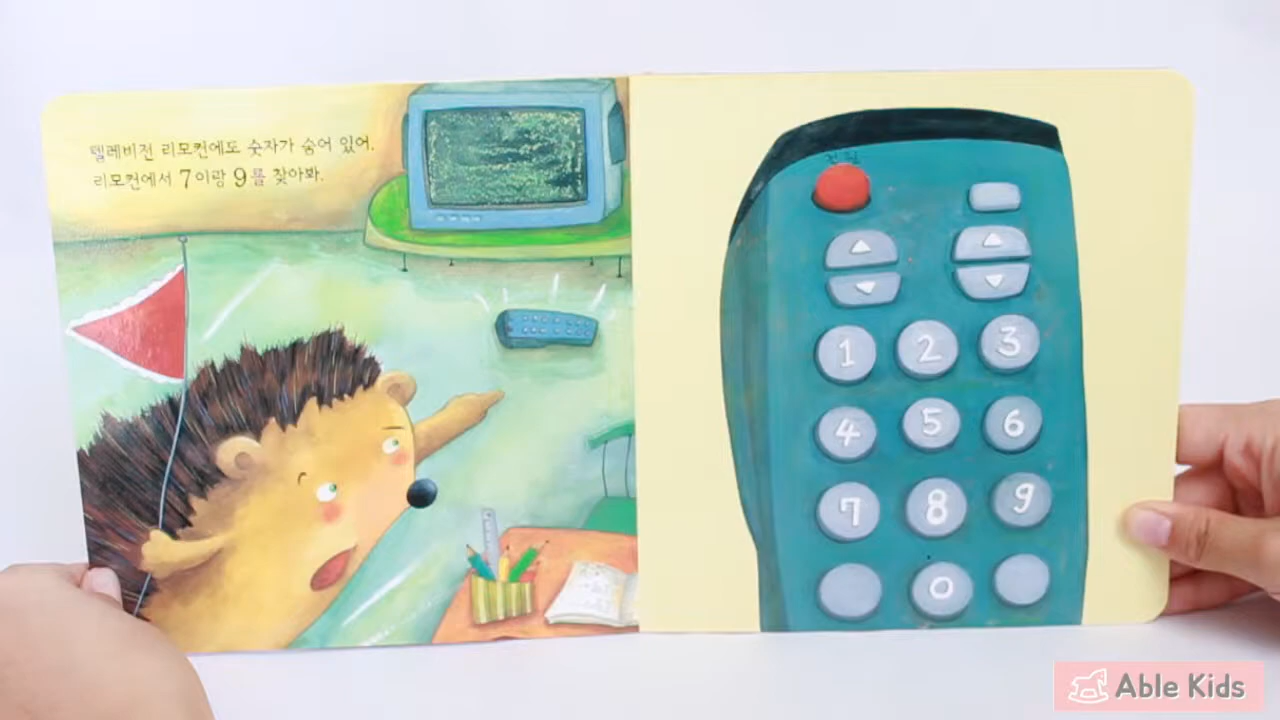 텔레비전 리모컨에도 숫자가 숨어 있어.
리모컨에서 7이랑 9를 찾아봐.
전원
1 2 3
4 5 6
7 8 9
0
Able Kids